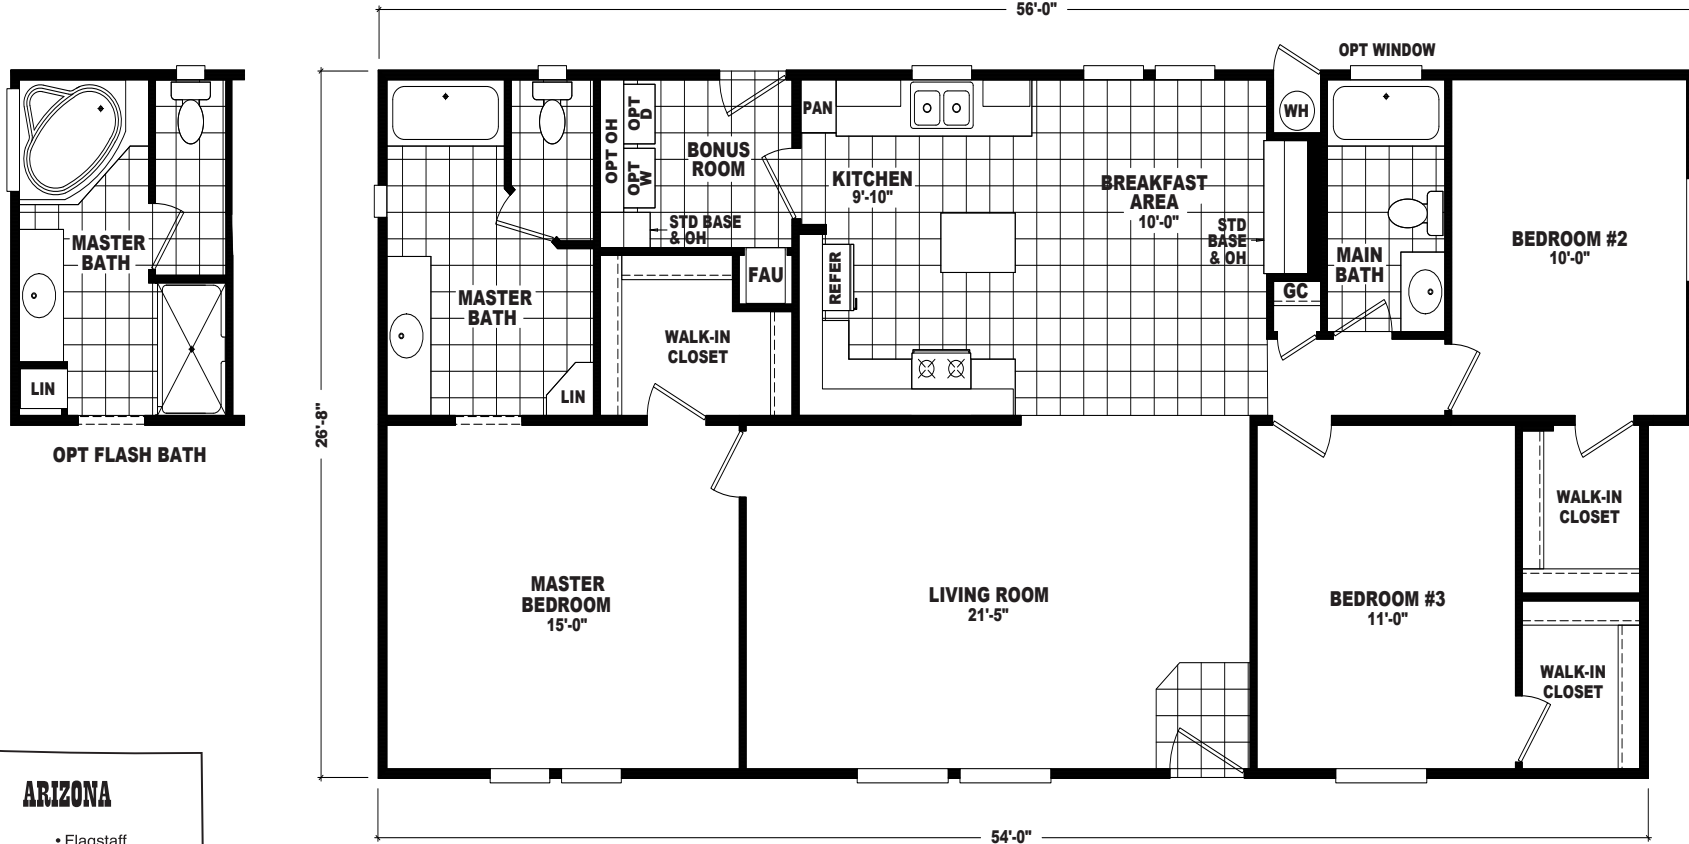 56'-0"
OPT WINDOW
PAN
WH
OPT OH
OPT
D
OPT
W
BONUS
ROOM
KITCHEN
9'-10"
BREAKFAST
AREA
10'-0"
STD BASE
& OH
STD
BASE
& OH
MASTER
BATH
BEDROOM #2
10'-0"
MAIN
BATH
FAU
REFER
GC
MASTER
BATH
WALK-IN
CLOSET
LIN
LIN
26'-8"
OPT FLASH BATH
WALK-IN
CLOSET
MASTER
BEDROOM
15'-0"
LIVING ROOM
21'-5"
BEDROOM #3
11'-0"
WALK-IN
CLOSET
ARIZONA
• Flagstaff
54'-0"